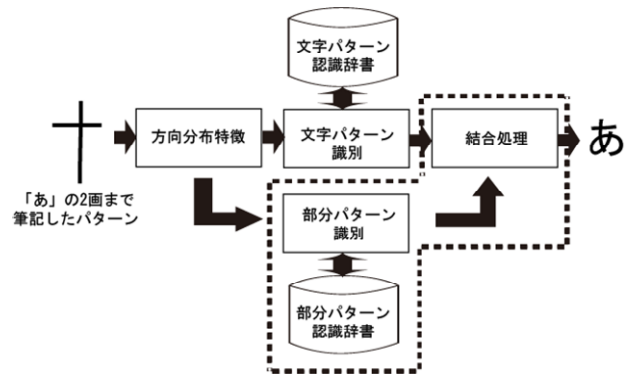 文字パターン
認識辞書
方向分布特徴
文字パターン
識別
結合処理
あ
「あ」の2画まで
筆記したパターン
部分パターン
識別
部分パターン
認識辞書